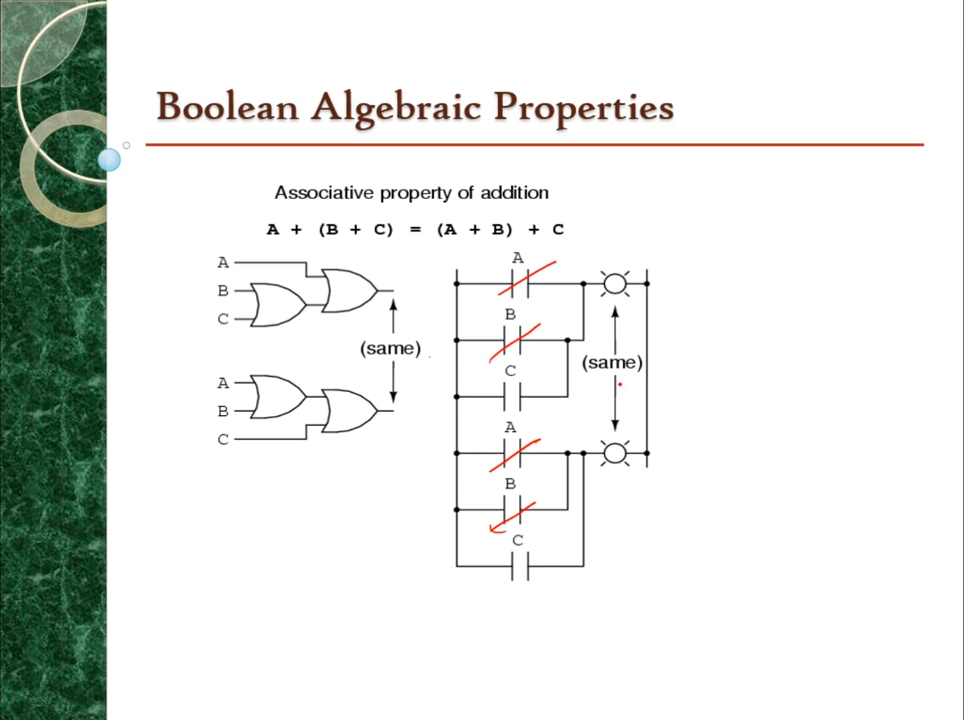 Boolean Algebraic Properties
Associative property of addition
A + (B + C) = (A + B) + C
A
B
C
(same)
A
B
C
A
B
C
(same)
A
B
C